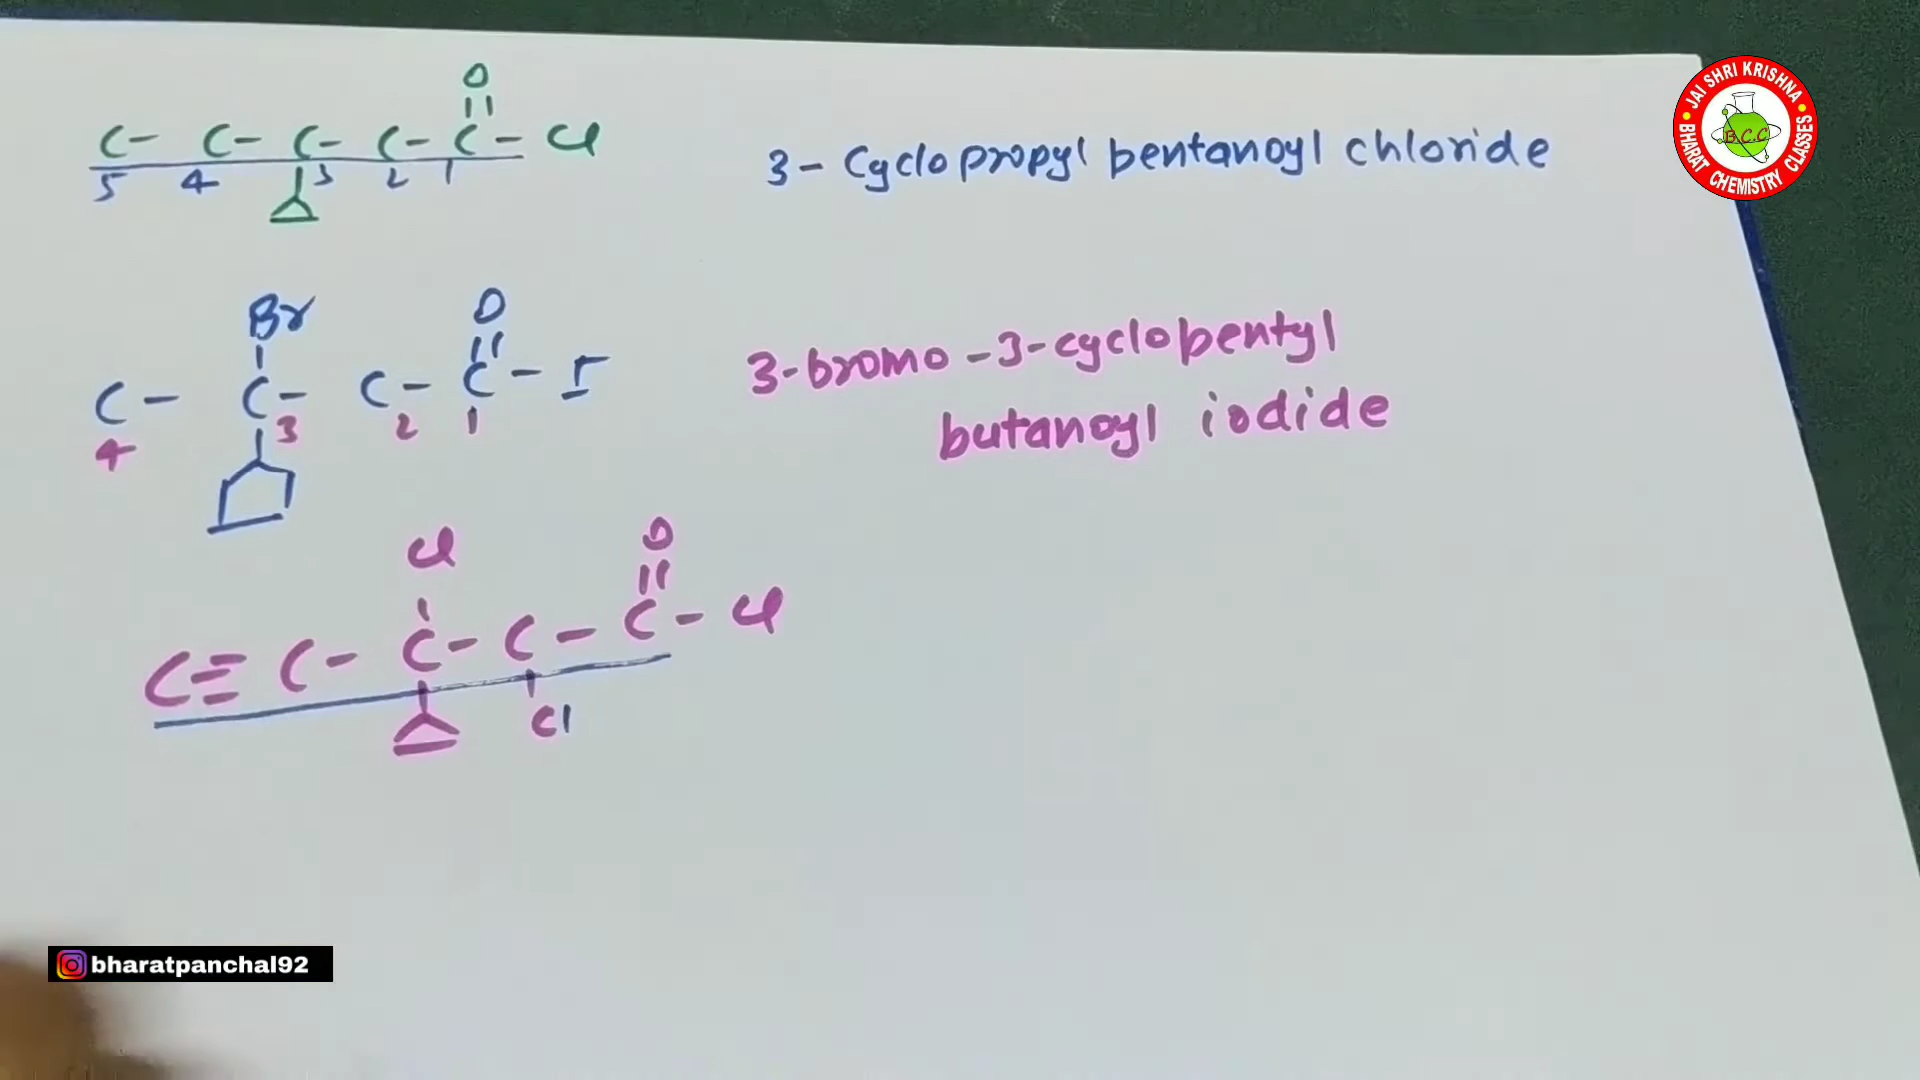 O
C- C- C- C- C- Cl
5 4 3 2 1
3- Cyclopropyl pentanoyl chloride
JAI SHRI KRISHNA
B.C.C
BHARAT CHEMISTRY CLASSES
Br O
C- C- C- C- I
4 3 2 1
3-bromo-3-cyclopentyl
butanoyl iodide
Cl O
C≡C-C-C-C-Cl
Cl
bharatpanchal92